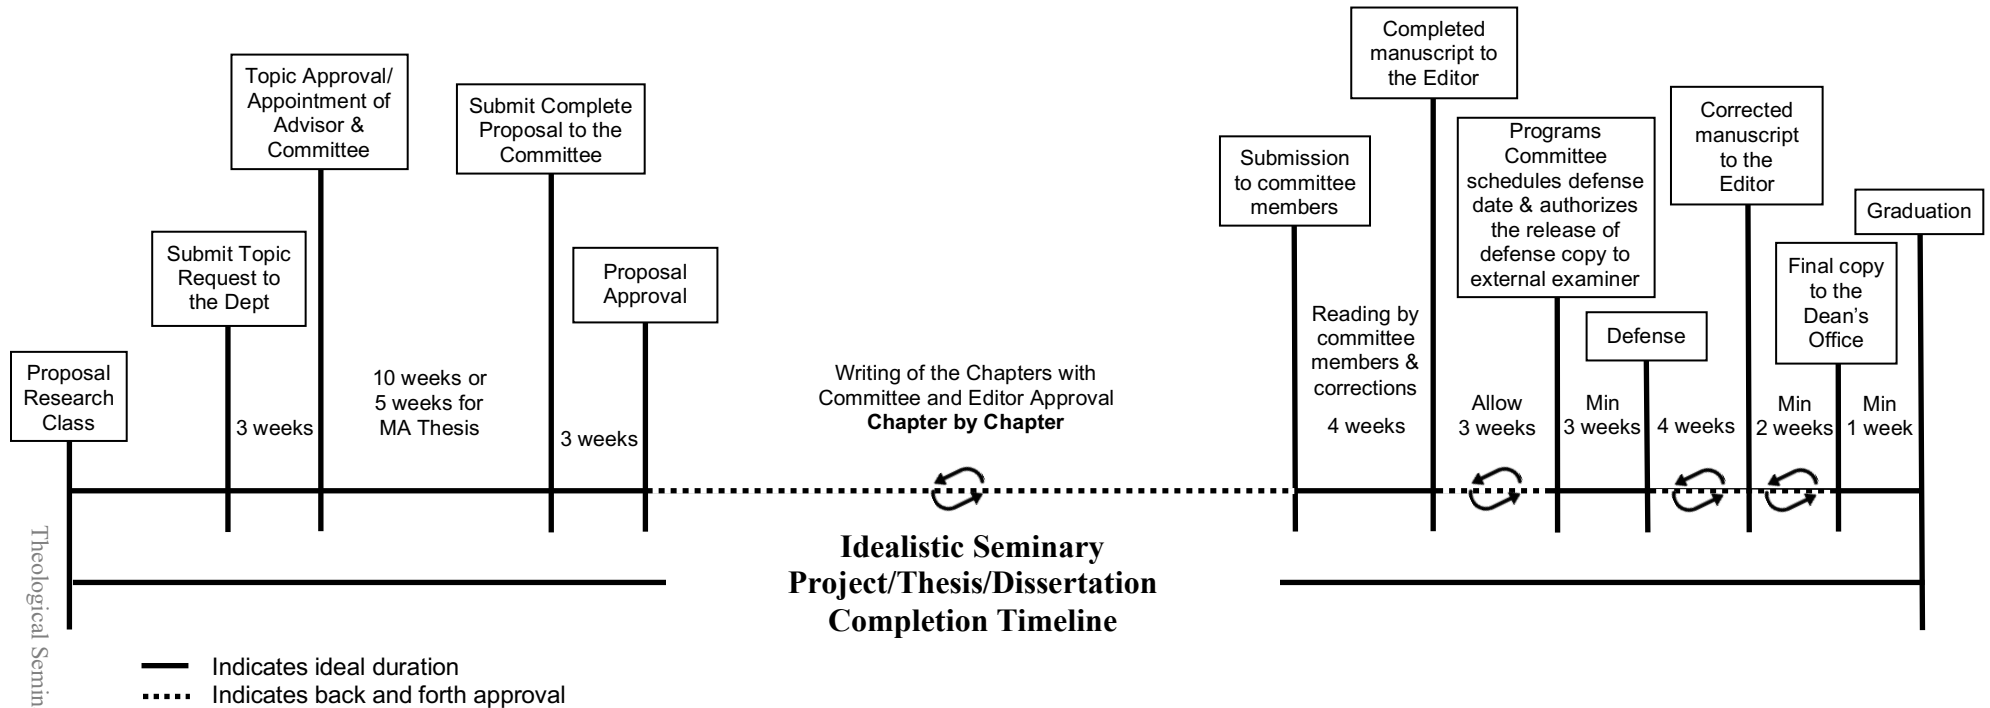 Proposal
Research
Class
Submit Topic
Request to
the Dept
3 weeks
Topic Approval/
Appointment of
Advisor &
Committee
10 weeks or
5 weeks for
MA Thesis
Submit Complete
Proposal to the
Committee
3 weeks
Proposal
Approval
Writing of the Chapters with
Committee and Editor Approval
Chapter by Chapter
Submission
to committee
members
Reading by
committee
members &
corrections
4 weeks
Completed
manuscript to
the Editor
Allow
3 weeks
Programs
Committee
schedules defense
date & authorizes
the release of
defense copy to
external examiner
Min
3 weeks
Defense
4 weeks
Corrected
manuscript
to the
Editor
Min
2 weeks
Final copy
to the
Dean’s
Office
Min
1 week
Graduation
Idealistic Seminary
Project/Thesis/Dissertation
Completion Timeline
Indicates ideal duration
Indicates back and forth approval
Theological Semin